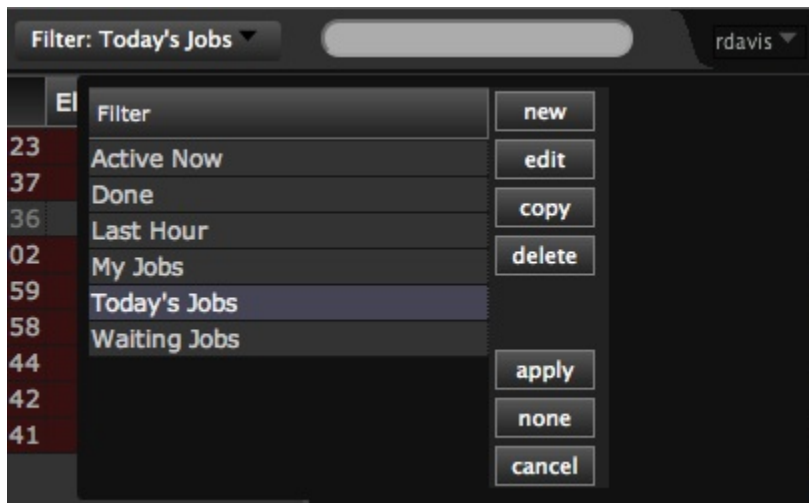 Filter: Today's Jobs
rdavis
El
Filter
new
23
Active Now
edit
37
Done
copy
36
Last Hour
02
My Jobs
delete
59
Today's Jobs
58
Waiting Jobs
44
apply
42
none
41
cancel